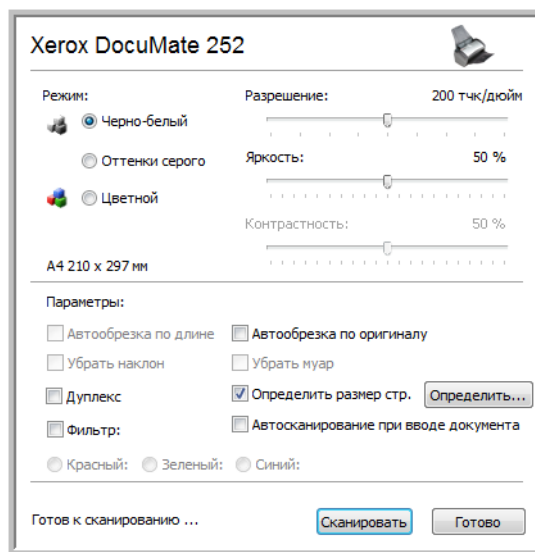 Xerox DocuMate 252
Режим: Разрешение: 200 тчк/дюйм
Черно-белый
Оттенки серого Яркость: 50 %
Цветной
Контрастность: 50 %
A4 210 x 297 мм
Параметры:
Автообрезка по длине Автообрезка по оригиналу
Убрать наклон Убрать муар
Дуплекс Определить размер стр. Определить...
Фильтр: Автосканирование при вводе документа
Красный: Зеленый: Синий:
Готов к сканированию ... Сканировать Готово